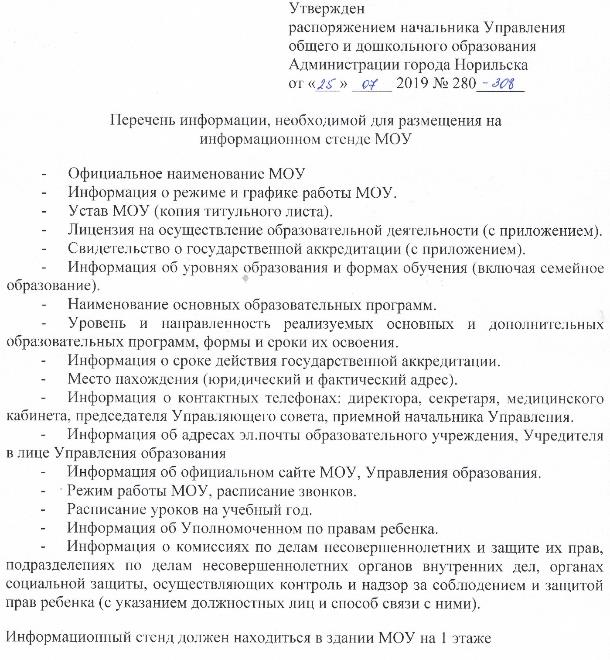 Утвержден
распоряжением начальника Управления
общего и дошкольного образования
Администрации города Норильска
от «25» 07 2019 № 280 - 308
Перечень информации, необходимой для размещения на
информационном стенде МОУ
- Официальное наименование МОУ
- Информация о режиме и графике работы МОУ.
- Устав МОУ (копия титульного листа).
- Лицензия на осуществление образовательной деятельности (с приложением).
- Свидетельство о государственной аккредитации (с приложением).
- Информация об уровнях образования и формах обучения (включая семейное
образование).
- Наименование основных образовательных программ.
- Уровень и направленность реализуемых основных и дополнительных
образовательных программ, формы и сроки их освоения.
- Информация о сроке действия государственной аккредитации.
- Место нахождения (юридический и фактический адрес).
- Информация о контактных телефонах: директора, секретаря, медицинского
кабинета, председателя Управляющего совета, приемной начальника Управления.
- Информация об адресах эл.почты образовательного учреждения, Учредителя
в лице Управления образования
- Информация об официальном сайте МОУ, Управления образования.
- Режим работы МОУ, расписание звонков.
- Расписание уроков на учебный год.
- Информация об Уполномоченном по правам ребенка.
- Информация о комиссиях по делам несовершеннолетних и защите их прав,
подразделениях по делам несовершеннолетних органов внутренних дел, органах
социальной защиты, осуществляющих контроль и надзор за соблюдением и защитой
прав ребенка (с указанием должностных лиц и способ связи с ними).
Информационный стенд должен находиться в здании МОУ на 1 этаже